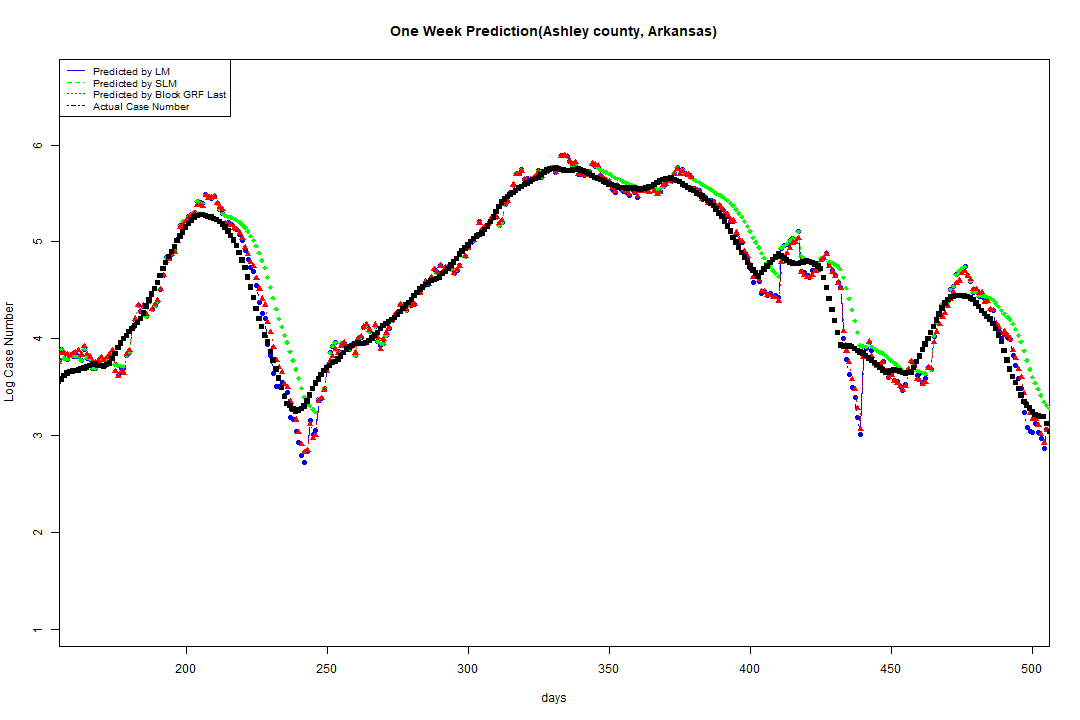 One Week Prediction(Ashley county, Arkansas)
Predicted by LM
Predicted by SLM
Predicted by Block GRF Last
Actual Case Number
Log Case Number
6
5
4
3
2
1
200 250 300 350 400 450 500
days